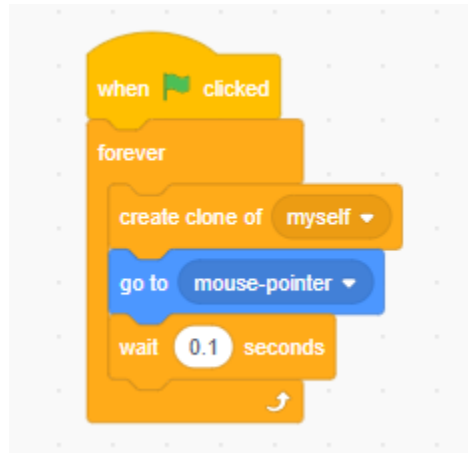 when clicked
forever
create clone of myself
go to mouse-pointer
wait 0.1 seconds